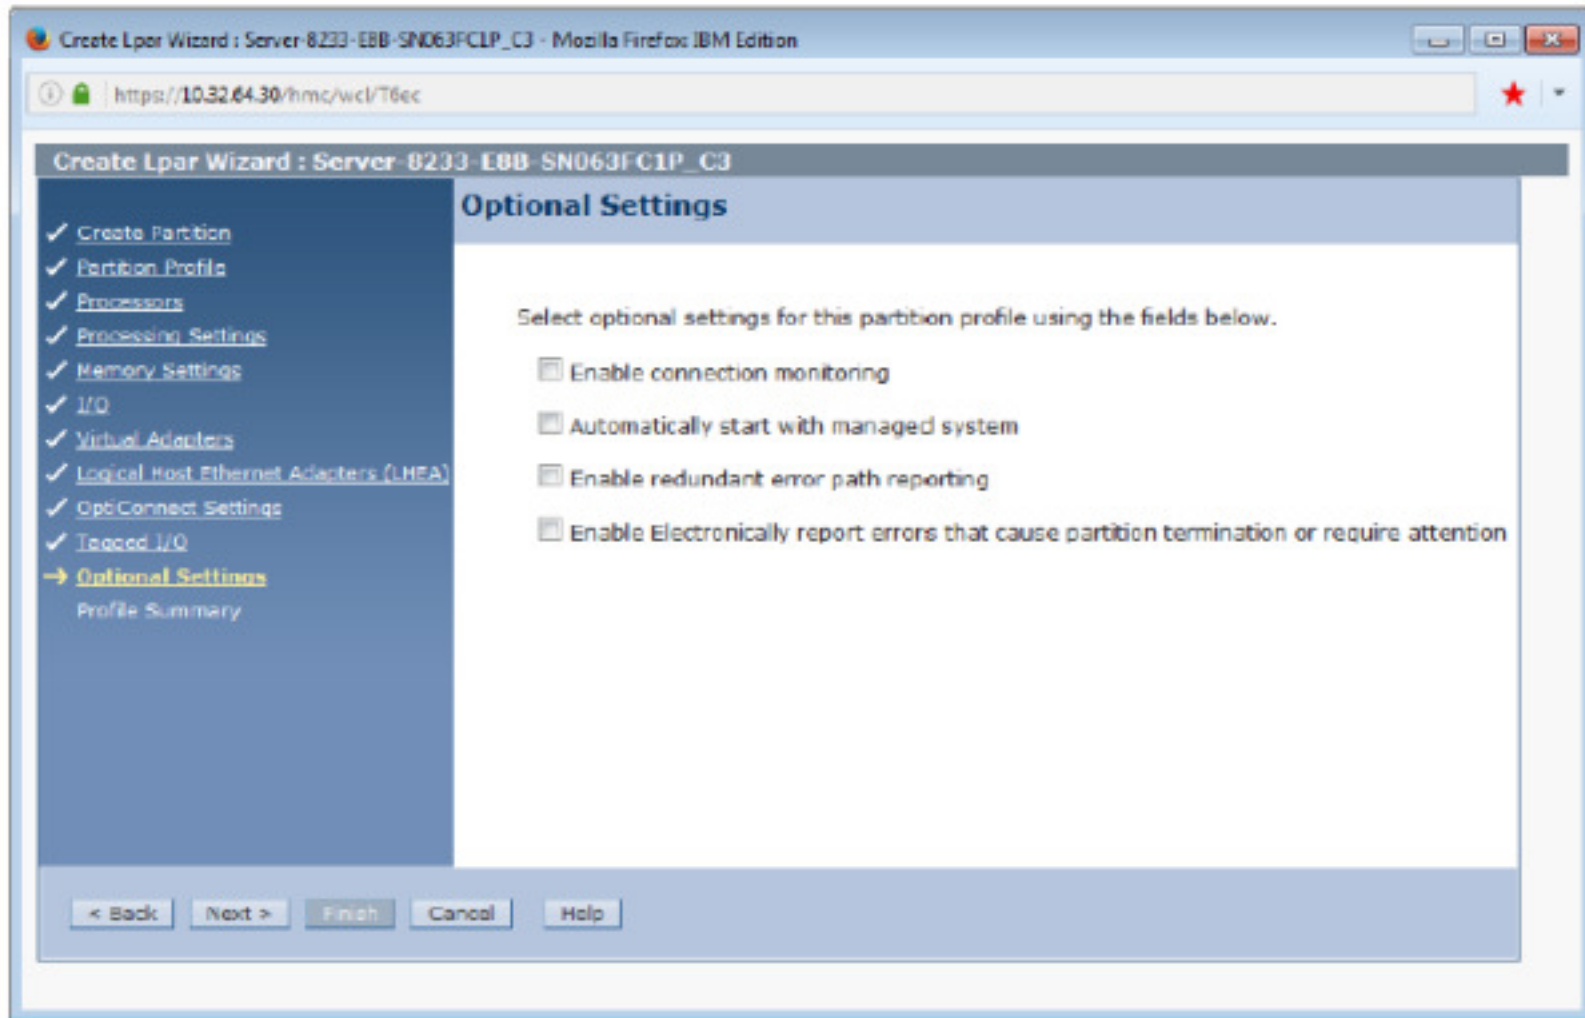 Create Lpar Wizard : Server-8233-E8B-SN063FC1P_C3 - Mozilla Firefox: IBM Edition
https://10.32.64.30/hmc/wcl/T6ec
Create Lpar Wizard : Server-8233-E8B-SN063FC1P_C3
Create Partition
Partition Profile
Processors
Processing Settings
Memory Settings
I/O
Virtual Adapters
Logical Host Ethernet Adapters (LHEA)
OptiConnect Settings
Tagged I/O
Optional Settings
Profile Summary
Optional Settings
Select optional settings for this partition profile using the fields below.
Enable connection monitoring
Automatically start with managed system
Enable redundant error path reporting
Enable Electronically report errors that cause partition termination or require attention
< Back Next > Finish Cancel Help